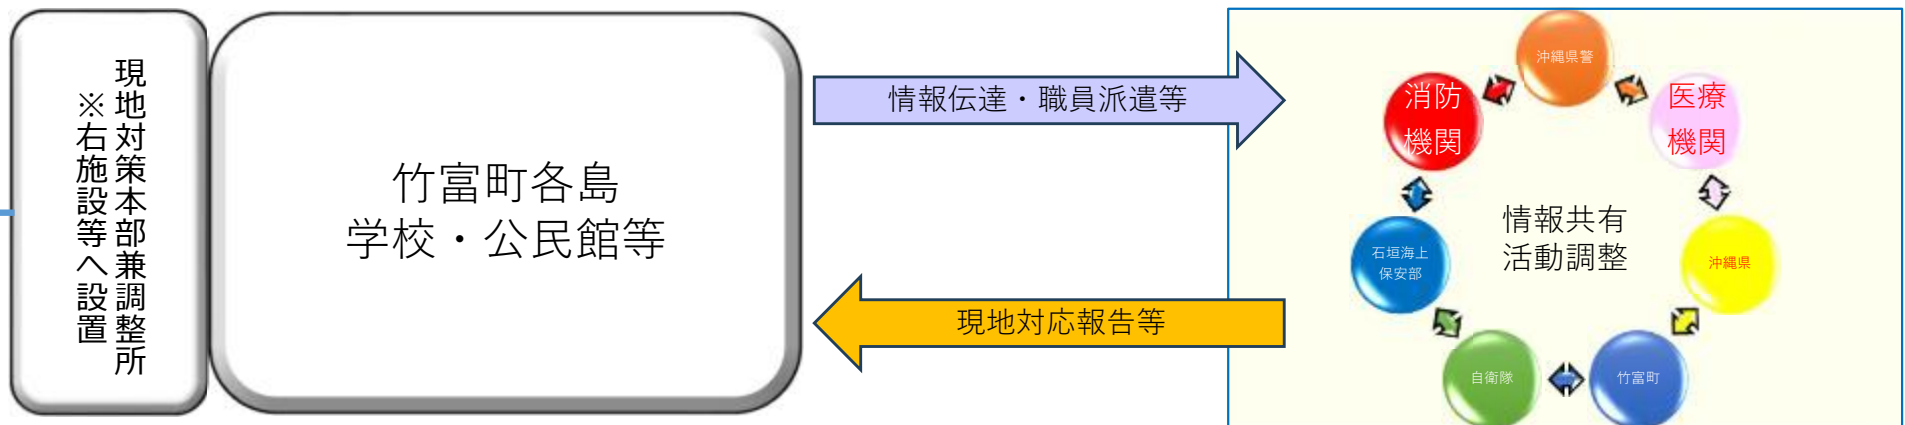 現地対策本部兼調整所
※右施設等へ設置
竹富町各島
学校・公民館等
情報伝達・職員派遣等
現地対応報告等
沖縄県警
消防
機関
医療
機関
情報共有
活動調整
石垣海上
保安部
沖縄県
自衛隊
竹富町